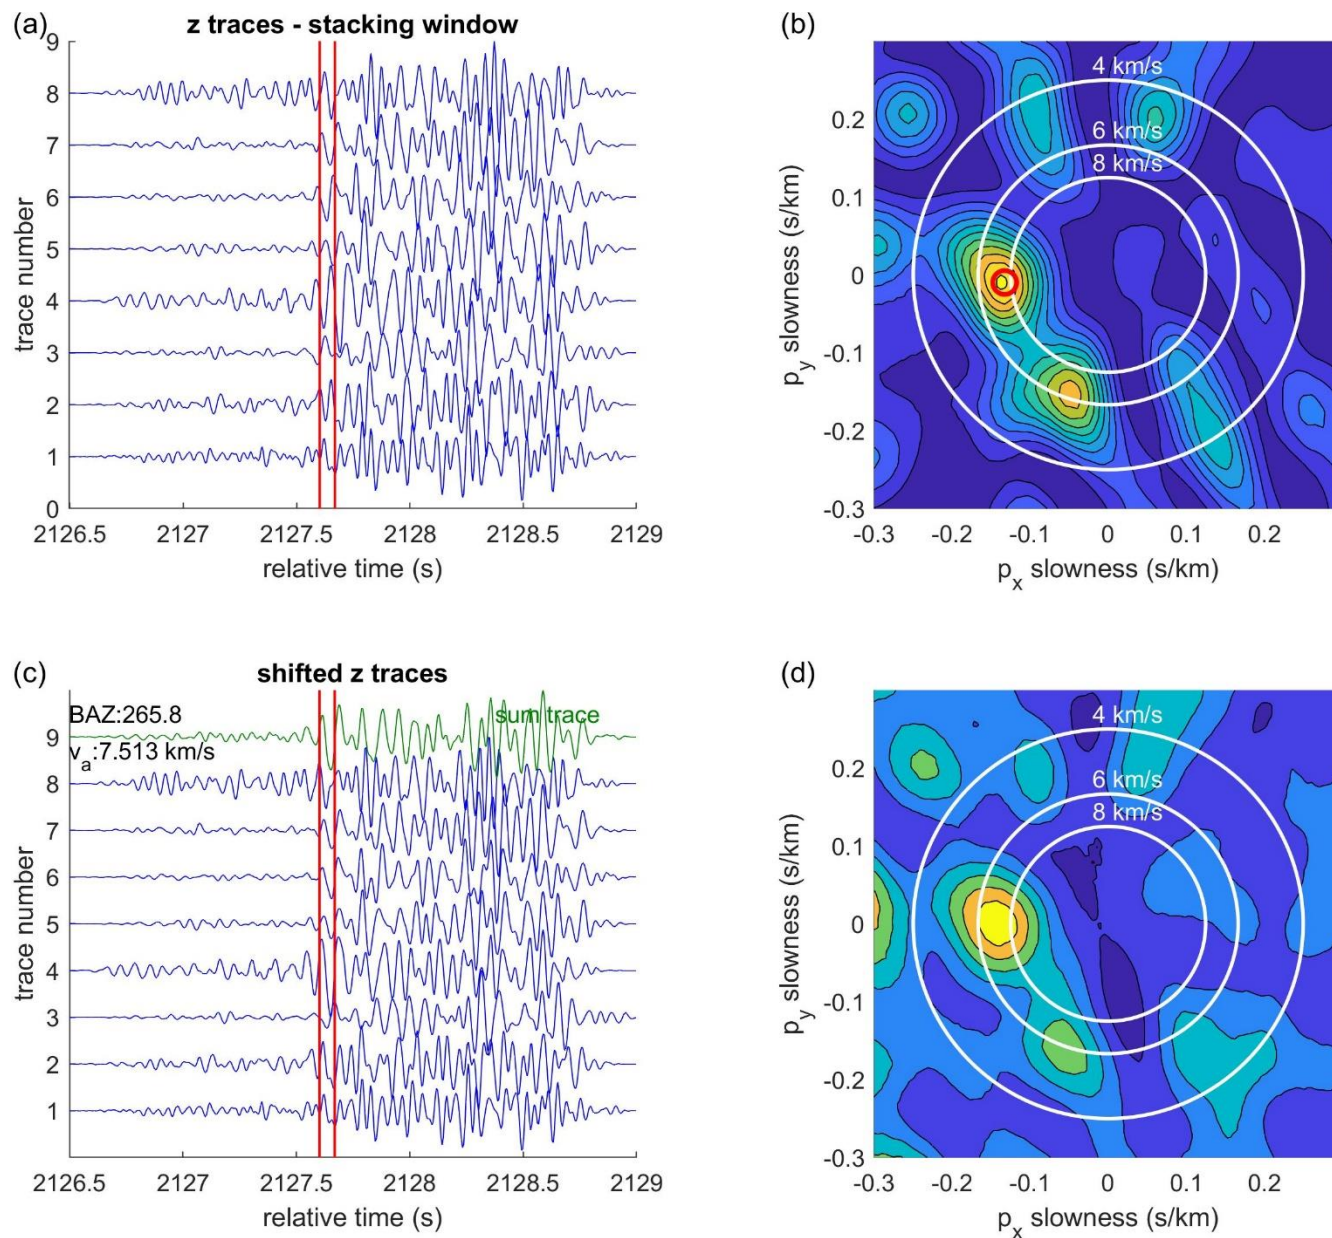 (a)
z traces - stacking window
9
8
7
6
5
4
3
2
1
0
trace number
2126.5 2127 2127.5 2128 2128.5 2129
relative time (s)
(b)
4 km/s
6 km/s
8 km/s
0.2
0.1
0
-0.1
-0.2
-0.3
p_y slowness (s/km)
-0.3 -0.2 -0.1 0 0.1 0.2
p_x slowness (s/km)
(c)
shifted z traces
BAZ:265.8
sum trace
v_a:7.513 km/s
9
8
7
6
5
4
3
2
1
trace number
2126.5 2127 2127.5 2128 2128.5 2129
relative time (s)
(d)
4 km/s
6 km/s
8 km/s
0.2
0.1
0
-0.1
-0.2
-0.3
p_y slowness (s/km)
-0.3 -0.2 -0.1 0 0.1 0.2
p_x slowness (s/km)